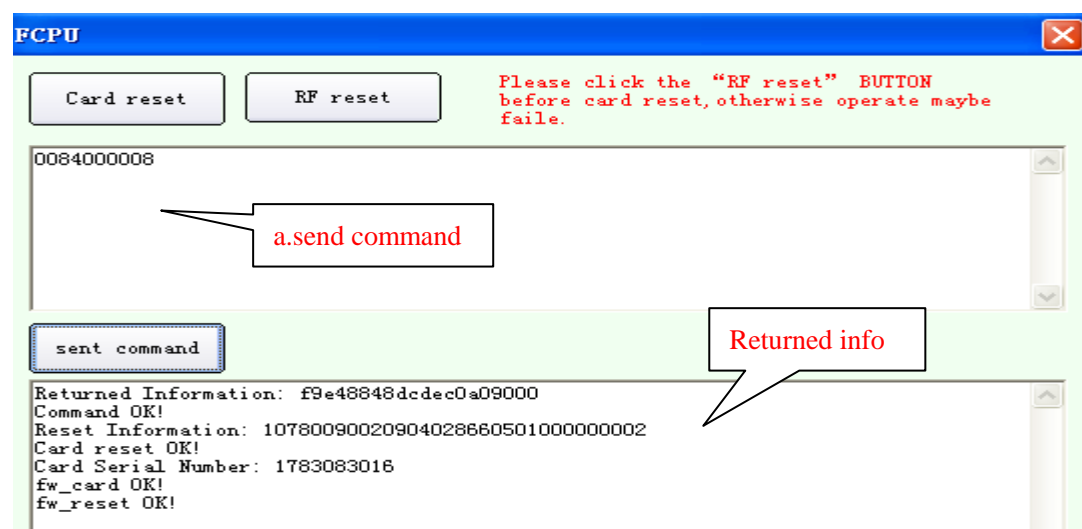 FCPU
Card reset
RF reset
Please click the “RF reset” BUTTON
before card reset, otherwise operate maybe
faile.
0084000008
a.send command
sent command
Returned info
Returned Information: f9e48848dcdec0a09000
Command OK!
Reset Information: 10780090020904028660501000000002
Card reset OK!
Card Serial Number: 1783083016
fw_card OK!
fw_reset OK!